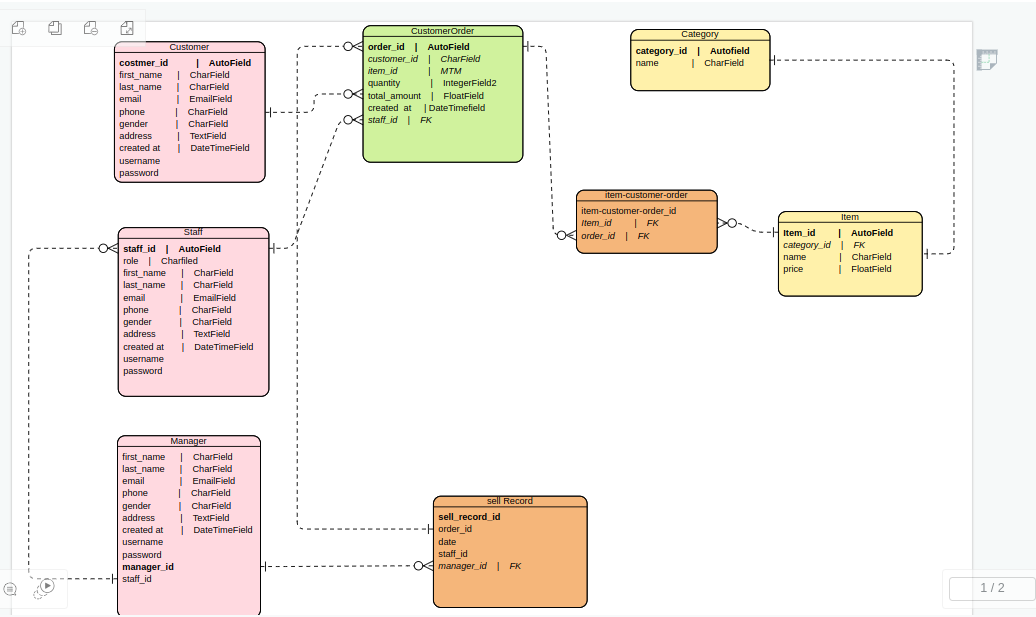 Customer
costmer_id | AutoField
first_name | CharField
last_name | CharField
email | EmailField
phone | CharField
gender | CharField
address | TextField
created at | DateTimeField
username
password
CustomerOrder
order_id | AutoField
customer_id | CharField
item_id | MTM
quantity | IntegerField2
total_amount | FloatField
created at | DateTimefield
staff_id | FK
Category
category_id | Autofield
name | CharField
item-customer-order
item-customer-order_id
Item_id | FK
order_id | FK
Item
Item_id | AutoField
category_id | FK
name | CharField
price | FloatField
Staff
staff_id | AutoField
role | Charfiled
first_name | CharField
last_name | CharField
email | EmailField
phone | CharField
gender | CharField
address | TextField
created at | DateTimeField
username
password
Manager
first_name | CharField
last_name | CharField
email | EmailField
phone | CharField
gender | CharField
address | TextField
created at | DateTimeField
username
password
manager_id
staff_id
sell Record
sell_record_id
order_id
date
staff_id
manager_id | FK
1 / 2